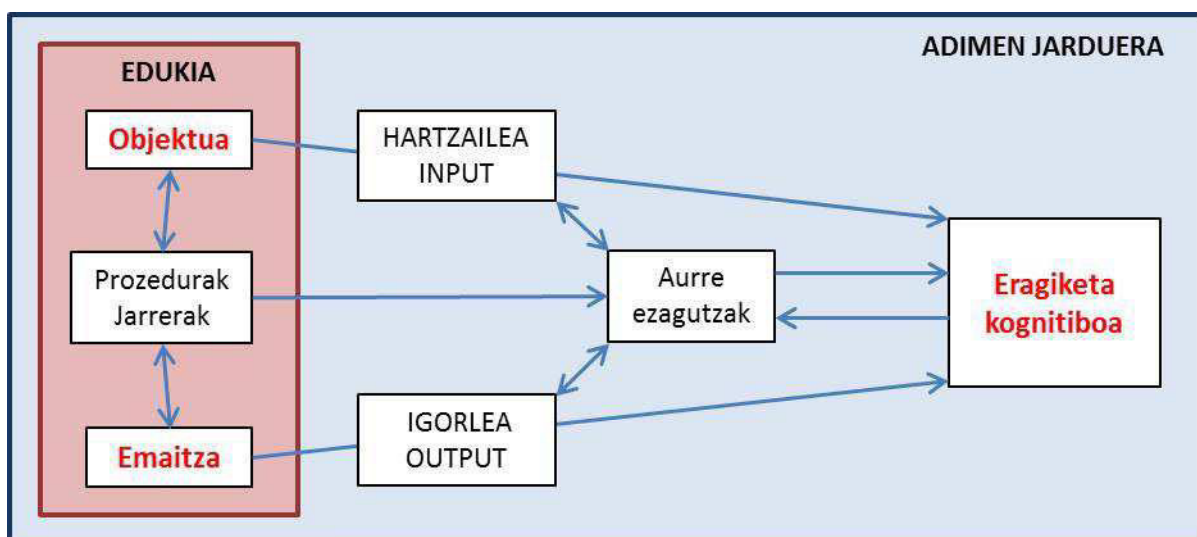 ADIMEN JARDUERA
EDUKIA
Objektua
HARTZAILEA
INPUT
Prozedurak
Jarrerak
Aurre
ezagutzak
Eragiketa
kognitiboa
Emaitza
IGORLEA
OUTPUT